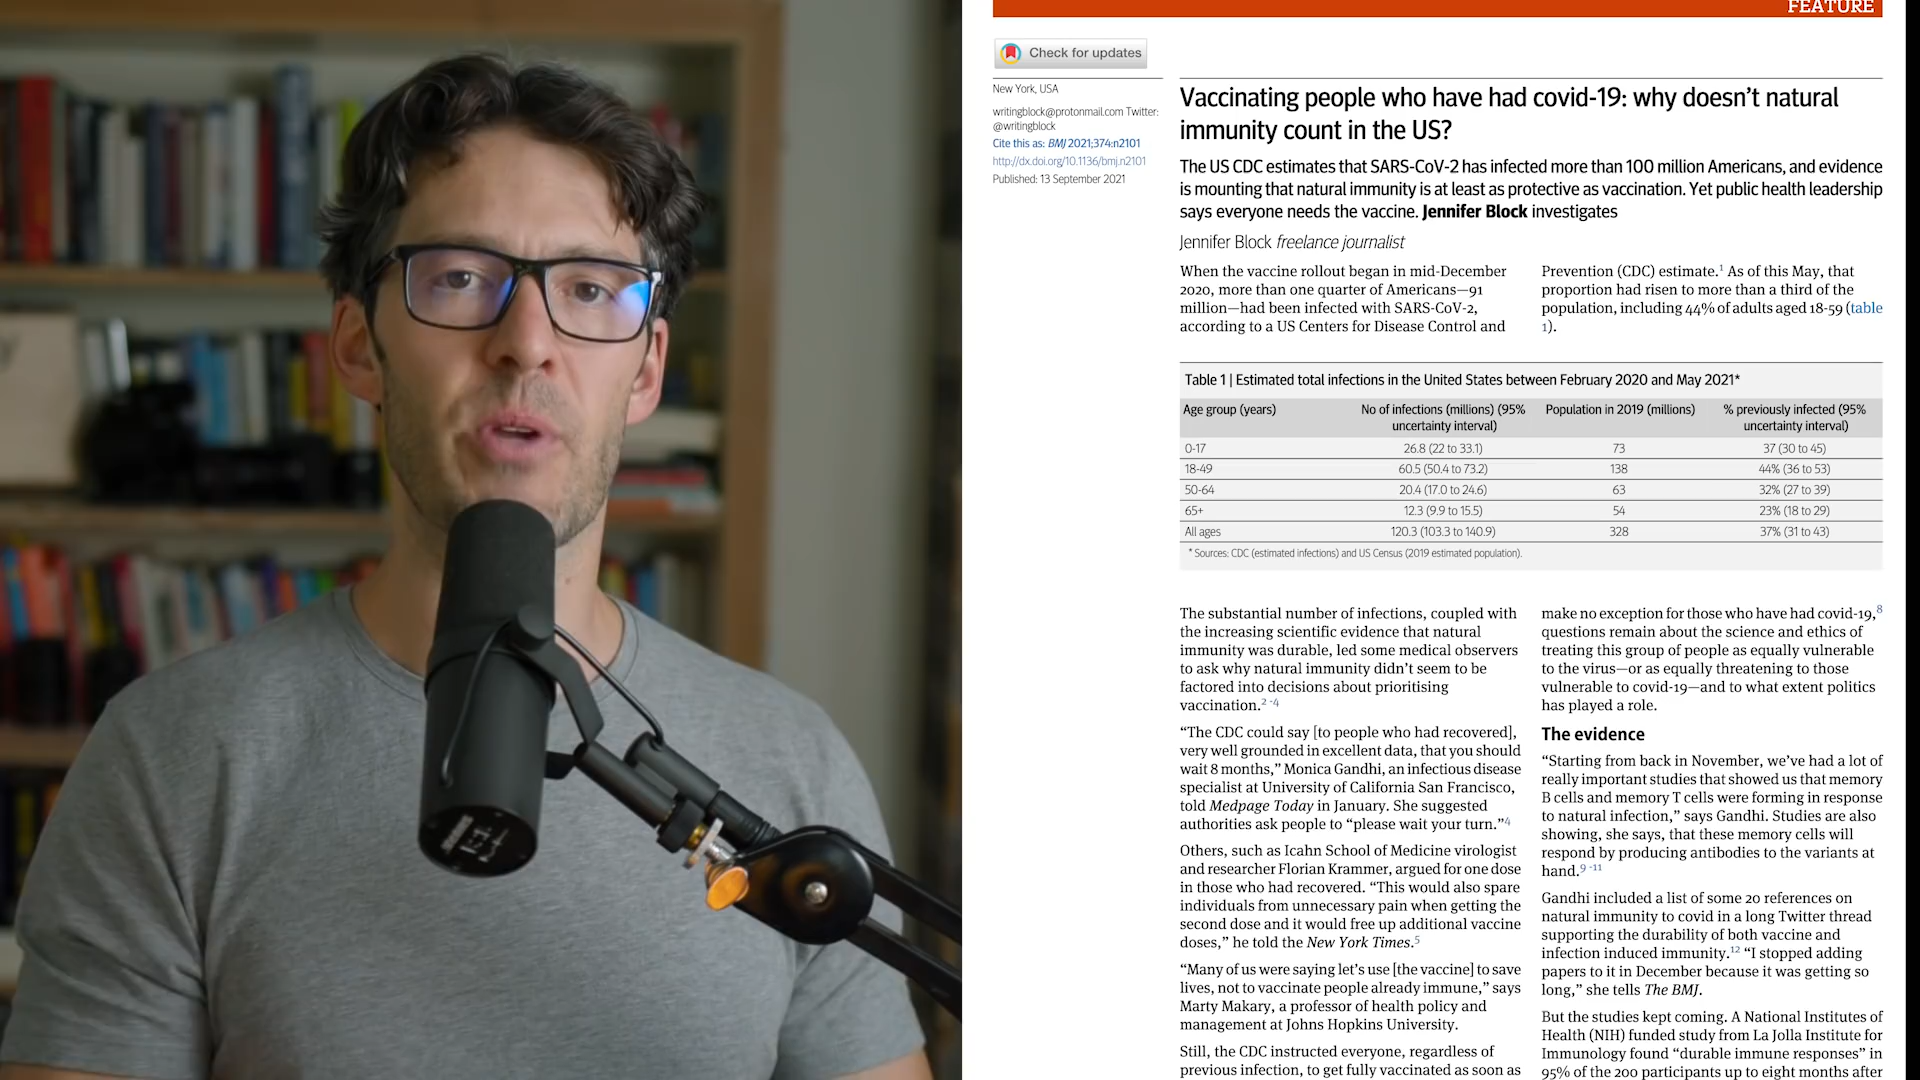 FEATURE
Check for updates
New York, USA
writingblock@protonmail.com Twitter:
@writingblock
Cite this as: BMJ 2021;374:n2101
http://dx.doi.org/10.1136/bmj.n2101
Published: 13 September 2021
Vaccinating people who have had covid-19: why doesn’t natural
immunity count in the US?
The US CDC estimates that SARS-CoV-2 has infected more than 100 million Americans, and evidence
is mounting that natural immunity is at least as protective as vaccination. Yet public health leadership
says everyone needs the vaccine. Jennifer Block investigates
Jennifer Block freelance journalist
When the vaccine rollout began in mid-December
2020, more than one quarter of Americans—91
million—had been infected with SARS-CoV-2,
according to a US Centers for Disease Control and
Prevention (CDC) estimate.1 As of this May, that
proportion had risen to more than a third of the
population, including 44% of adults aged 18-59 (table
1).
Table 1 | Estimated total infections in the United States between February 2020 and May 2021*
Age group (years) No of infections (millions) (95% uncertainty interval) Population in 2019 (millions) % previously infected (95% uncertainty interval)
0-17 26.8 (22 to 33.1) 73 37 (30 to 45)
18-49 60.5 (50.4 to 73.2) 138 44% (36 to 53)
50-64 20.4 (17.0 to 24.6) 63 32% (27 to 39)
65+ 12.3 (9.9 to 15.5) 54 23% (18 to 29)
All ages 120.3 (103.3 to 140.9) 328 37% (31 to 43)
* Sources: CDC (estimated infections) and US Census (2019 estimated population).
The substantial number of infections, coupled with
the increasing scientific evidence that natural
immunity was durable, led some medical observers
to ask why natural immunity didn’t seem to be
factored into decisions about prioritising
vaccination.2 -4
“The CDC could say [to people who had recovered],
very well grounded in excellent data, that you should
wait 8 months,” Monica Gandhi, an infectious disease
specialist at University of California San Francisco,
told Medpage Today in January. She suggested
authorities ask people to “please wait your turn.”4
Others, such as Icahn School of Medicine virologist
and researcher Florian Krammer, argued for one dose
in those who had recovered. “This would also spare
individuals from unnecessary pain when getting the
second dose and it would free up additional vaccine
doses,” he told the New York Times.5
“Many of us were saying let’s use [the vaccine] to save
lives, not to vaccinate people already immune,” says
Marty Makary, a professor of health policy and
management at Johns Hopkins University.
Still, the CDC instructed everyone, regardless of
previous infection, to get fully vaccinated as soon as
make no exception for those who have had covid-19,8
questions remain about the science and ethics of
treating this group of people as equally vulnerable
to the virus—or as equally threatening to those
vulnerable to covid-19—and to what extent politics
has played a role.
The evidence
“Starting from back in November, we’ve had a lot of
really important studies that showed us that memory
B cells and memory T cells were forming in response
to natural infection,” says Gandhi. Studies are also
showing, she says, that these memory cells will
respond by producing antibodies to the variants at
hand.9 -11
Gandhi included a list of some 20 references on
natural immunity to covid in a long Twitter thread
supporting the durability of both vaccine and
infection induced immunity.12 “I stopped adding
papers to it in December because it was getting so
long,” she tells The BMJ.
But the studies kept coming. A National Institutes of
Health (NIH) funded study from La Jolla Institute for
Immunology found “durable immune responses” in
95% of the 200 participants up to eight months after